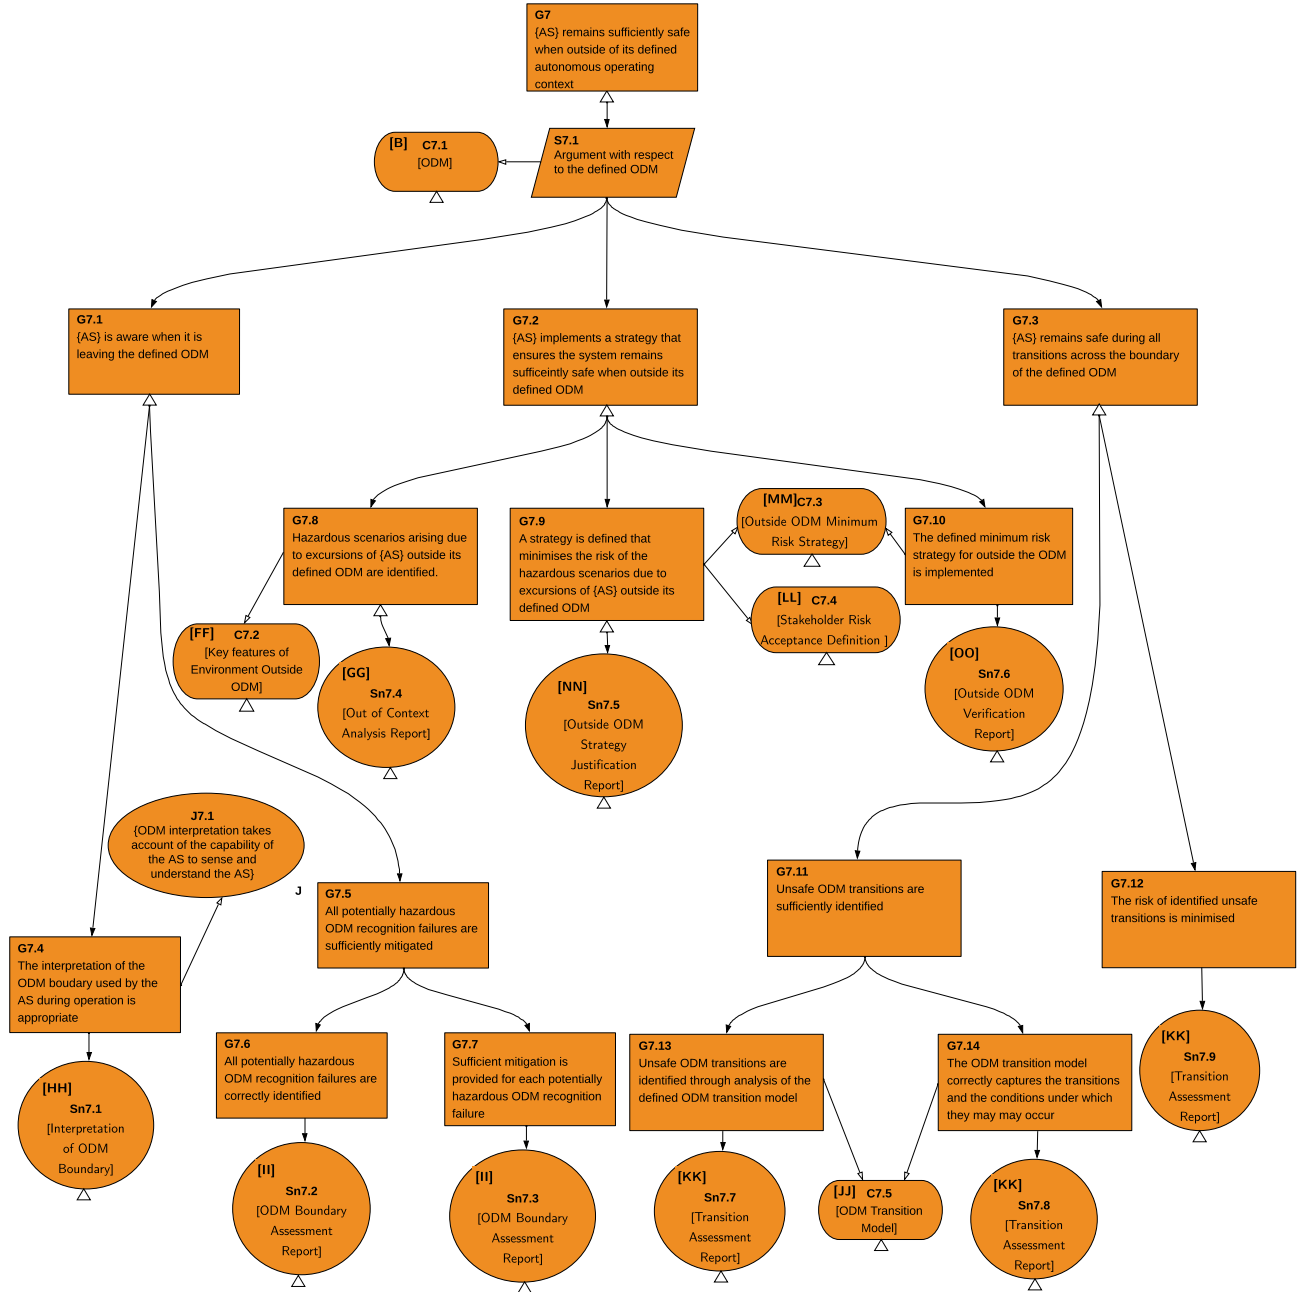 G7
{AS} remains sufficiently safe
when outside of its defined
autonomous operating
context
[B] C7.1
[ODM]
S7.1
Argument with respect
to the defined ODM
G7.1
{AS} is aware when it is
leaving the defined ODM
G7.2
{AS} implements a strategy that
ensures the system remains
sufficeintly safe when outside its
defined ODM
G7.3
{AS} remains safe during all
transitions across the boundary
of the defined ODM
G7.8
Hazardous scenarios arising due
to excursions of {AS} outside its
defined ODM are identified.
G7.9
A strategy is defined that
minimises the risk of the
hazardous scenarios due to
excursions of {AS} outside its
defined ODM
[MM]C7.3
[Outside ODM Minimum
Risk Strategy]
G7.10
The defined minimum risk
strategy for outside the ODM
is implemented
[LL] C7.4
[Stakeholder Risk
Acceptance Definition ]
[FF] C7.2
[Key features of
Environment Outside
ODM]
[GG]
Sn7.4
[Out of Context
Analysis Report]
[NN]
Sn7.5
[Outside ODM
Strategy
Justification
Report]
[OO]
Sn7.6
[Outside ODM
Verification
Report]
J7.1
{ODM interpretation takes
account of the capability of
the AS to sense and
understand the AS}
J
G7.5
All potentially hazardous
ODM recognition failures are
sufficiently mitigated
G7.11
Unsafe ODM transitions are
sufficiently identified
G7.12
The risk of identified unsafe
transitions is minimised
G7.4
The interpretation of the
ODM boudary used by the
AS during operation is
appropriate
G7.6
All potentially hazardous
ODM recognition failures are
correctly identified
G7.7
Sufficient mitigation is
provided for each potentially
hazardous ODM recognition
failure
G7.13
Unsafe ODM transitions are
identified through analysis of the
defined ODM transition model
G7.14
The ODM transition model
correctly captures the transitions
and the conditions under which
they may may occur
[KK]
Sn7.9
[Transition
Assessment
Report]
[HH]
Sn7.1
[Interpretation
of ODM
Boundary]
[II]
Sn7.2
[ODM Boundary
Assessment
Report]
[II]
Sn7.3
[ODM Boundary
Assessment
Report]
[KK]
Sn7.7
[Transition
Assessment
Report]
[JJ] C7.5
[ODM Transition
Model]
[KK]
Sn7.8
[Transition
Assessment
Report]